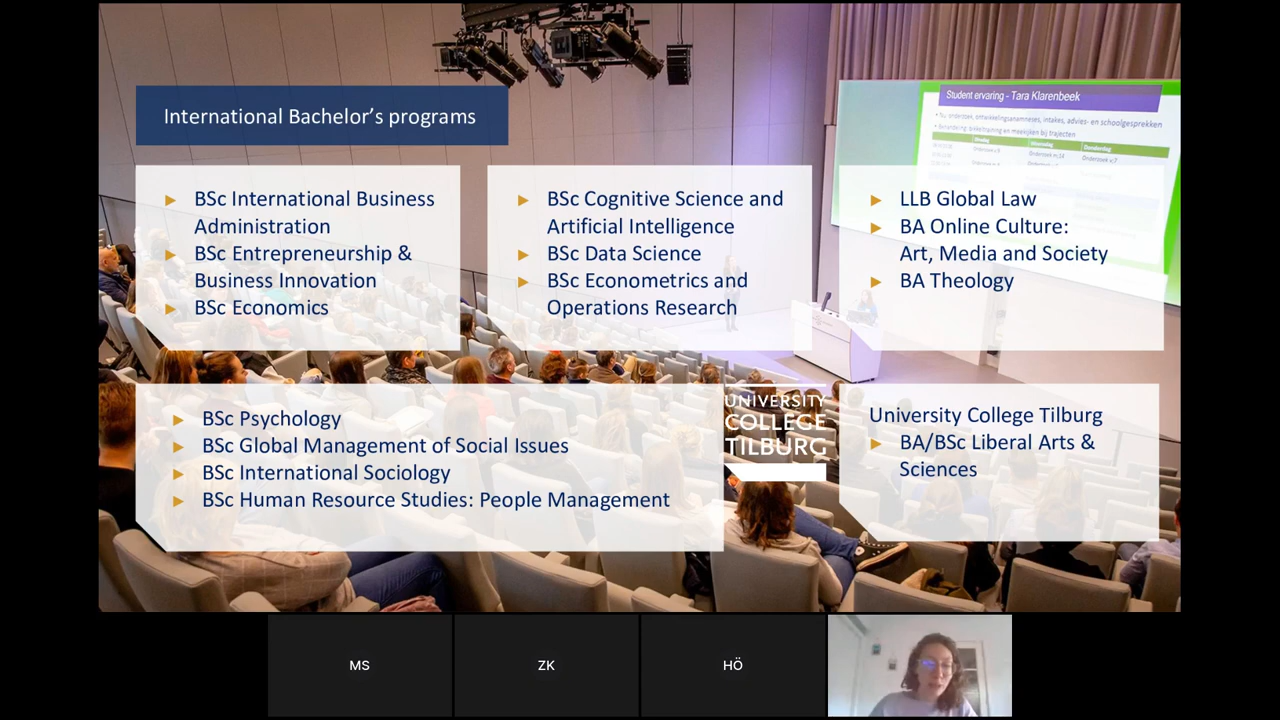 International Bachelor's programs
Student ervaring - Tara Klarenbeek
BSc International Business
Administration
BSc Entrepreneurship &
Business Innovation
BSc Economics
BSc Cognitive Science and
Artificial Intelligence
BSc Data Science
BSc Econometrics and
Operations Research
LLB Global Law
BA Online Culture:
Art, Media and Society
BA Theology
BSc Psychology
BSc Global Management of Social Issues
BSc International Sociology
BSc Human Resource Studies: People Management
UNIVERSITY
COLLEGE
TILBURG
University College Tilburg
BA/BSc Liberal Arts &
Sciences
MS
ZK
HÖ